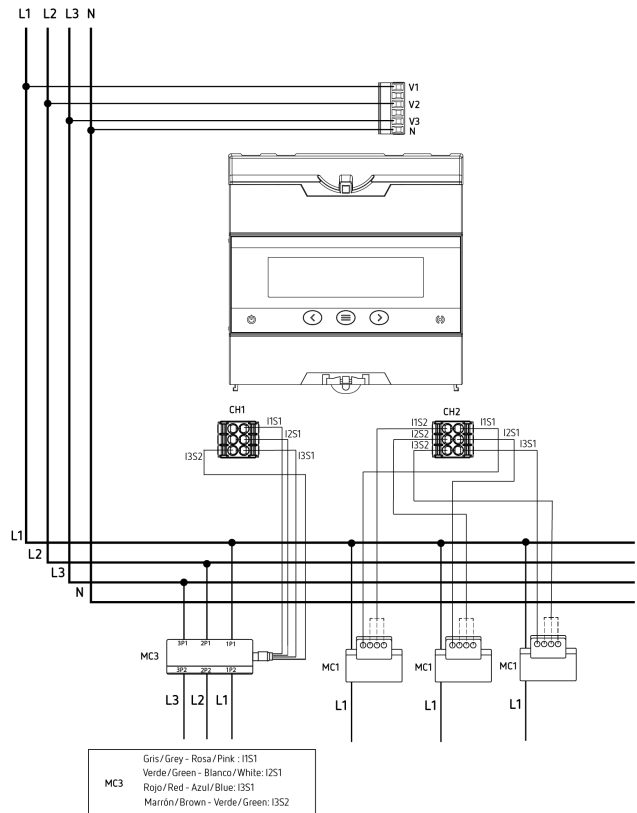 L1 L2 L3 N
V1
V2
V3
N
CH1
CH2
I1S1
I2S1
I3S1
I3S2
I1S2
I2S2
I3S2
I1S1
I2S1
I3S1
L1
L2
L3
N
3P1 2P1 1P1
MC3
3P2 2P2 1P2
MC1
MC1
MC1
L3 L2 L1
L1
L1
L1
MC3
Gris/Grey - Rosa/Pink : I1S1
Verde/Green - Blanco/White: I2S1
Rojo/Red - Azul/Blue: I3S1
Marrón/Brown - Verde/Green: I3S2